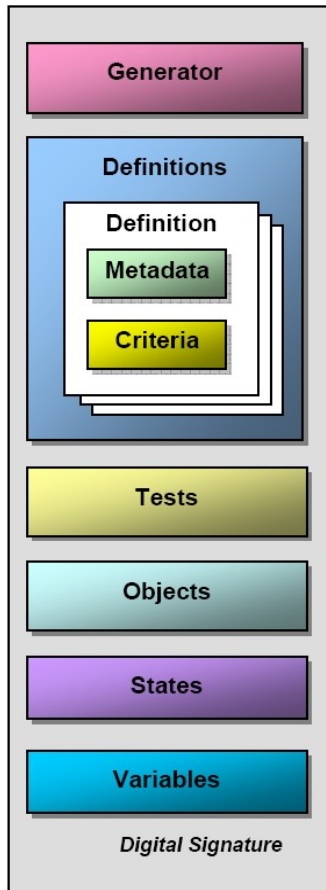 Generator
Definitions
Definition
Metadata
Criteria
Tests
Objects
States
Variables
Digital Signature